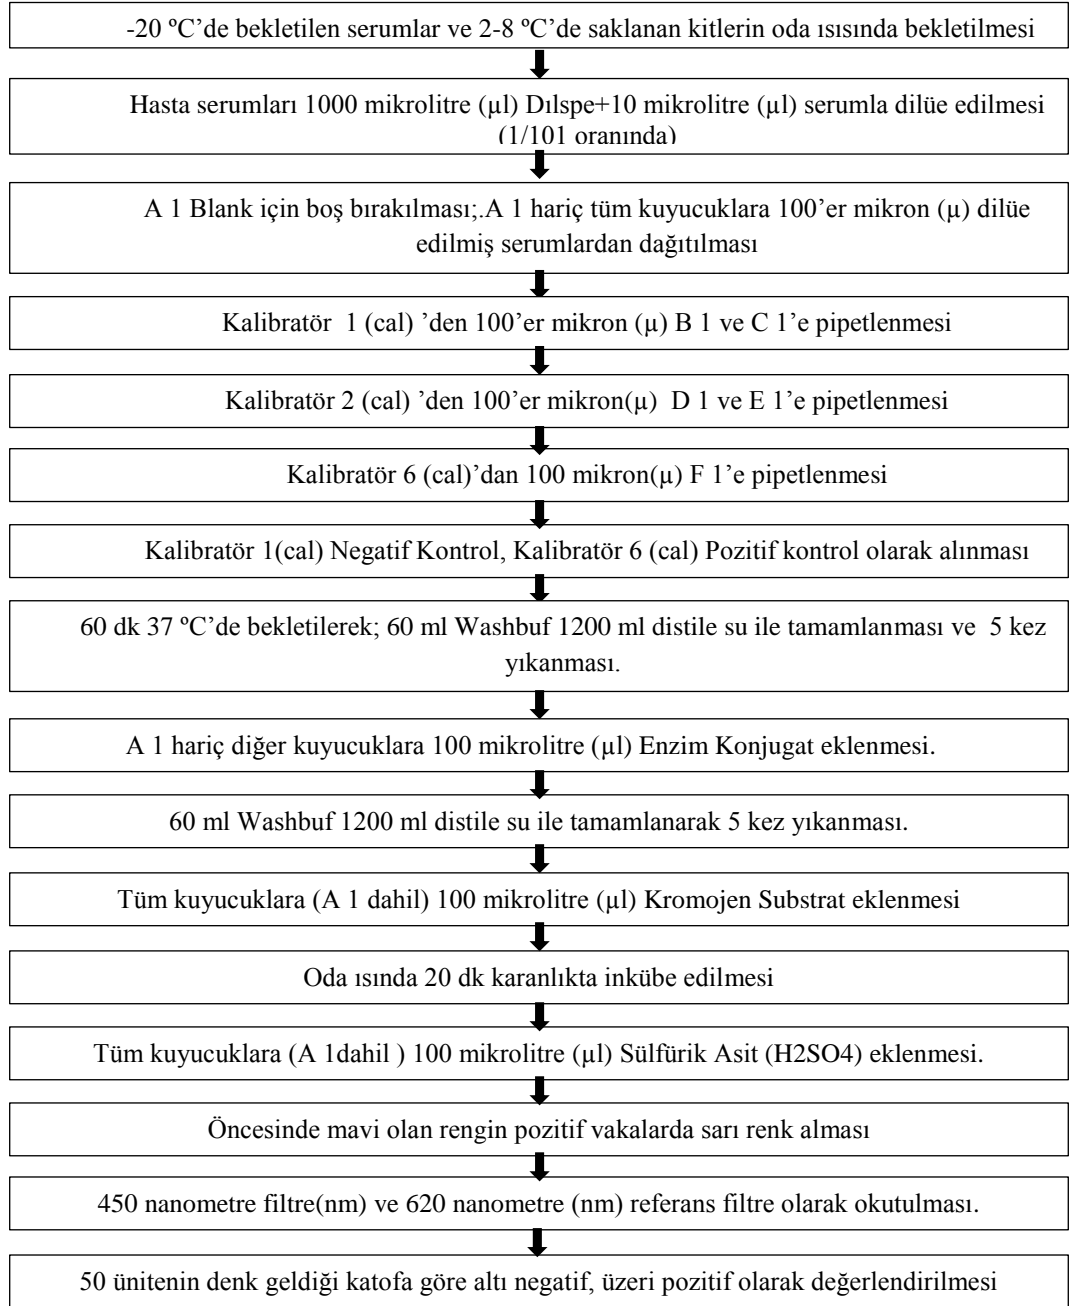 -20 ºC’de bekletilen serumlar ve 2-8 ºC’de saklanan kitlerin oda ısısında bekletilmesi
Hasta serumları 1000 mikrolitre (µl) Dılspe+10 mikrolitre (µl) serumla dilüe edilmesi
(1/101 oranında)
A 1 Blank için boş bırakılması;.A 1 hariç tüm kuyucuklara 100’er mikron (µ) dilüe
edilmiş serumlardan dağıtılması
Kalibratör 1 (cal) ’den 100’er mikron (µ) B 1 ve C 1’e pipetlenmesi
Kalibratör 2 (cal) ’den 100’er mikron(µ) D 1 ve E 1’e pipetlenmesi
Kalibratör 6 (cal)’dan 100 mikron(µ) F 1’e pipetlenmesi
Kalibratör 1(cal) Negatif Kontrol, Kalibratör 6 (cal) Pozitif kontrol olarak alınması
60 dk 37 ºC’de bekletilerek; 60 ml Washbuf 1200 ml distile su ile tamamlanması ve 5 kez
yıkanması.
A 1 hariç diğer kuyucuklara 100 mikrolitre (µl) Enzim Konjugat eklenmesi.
60 ml Washbuf 1200 ml distile su ile tamamlanarak 5 kez yıkanması.
Tüm kuyucuklara (A 1 dahil) 100 mikrolitre (µl) Kromojen Substrat eklenmesi
Oda ısında 20 dk karanlıkta inkübe edilmesi
Tüm kuyucuklara (A 1dahil ) 100 mikrolitre (µl) Sülfürik Asit (H2SO4) eklenmesi.
Öncesinde mavi olan rengin pozitif vakalarda sarı renk alması
450 nanometre filtre(nm) ve 620 nanometre (nm) referans filtre olarak okutulması.
50 ünitenin denk geldiği katofa göre altı negatif, üzeri pozitif olarak değerlendirilmesi